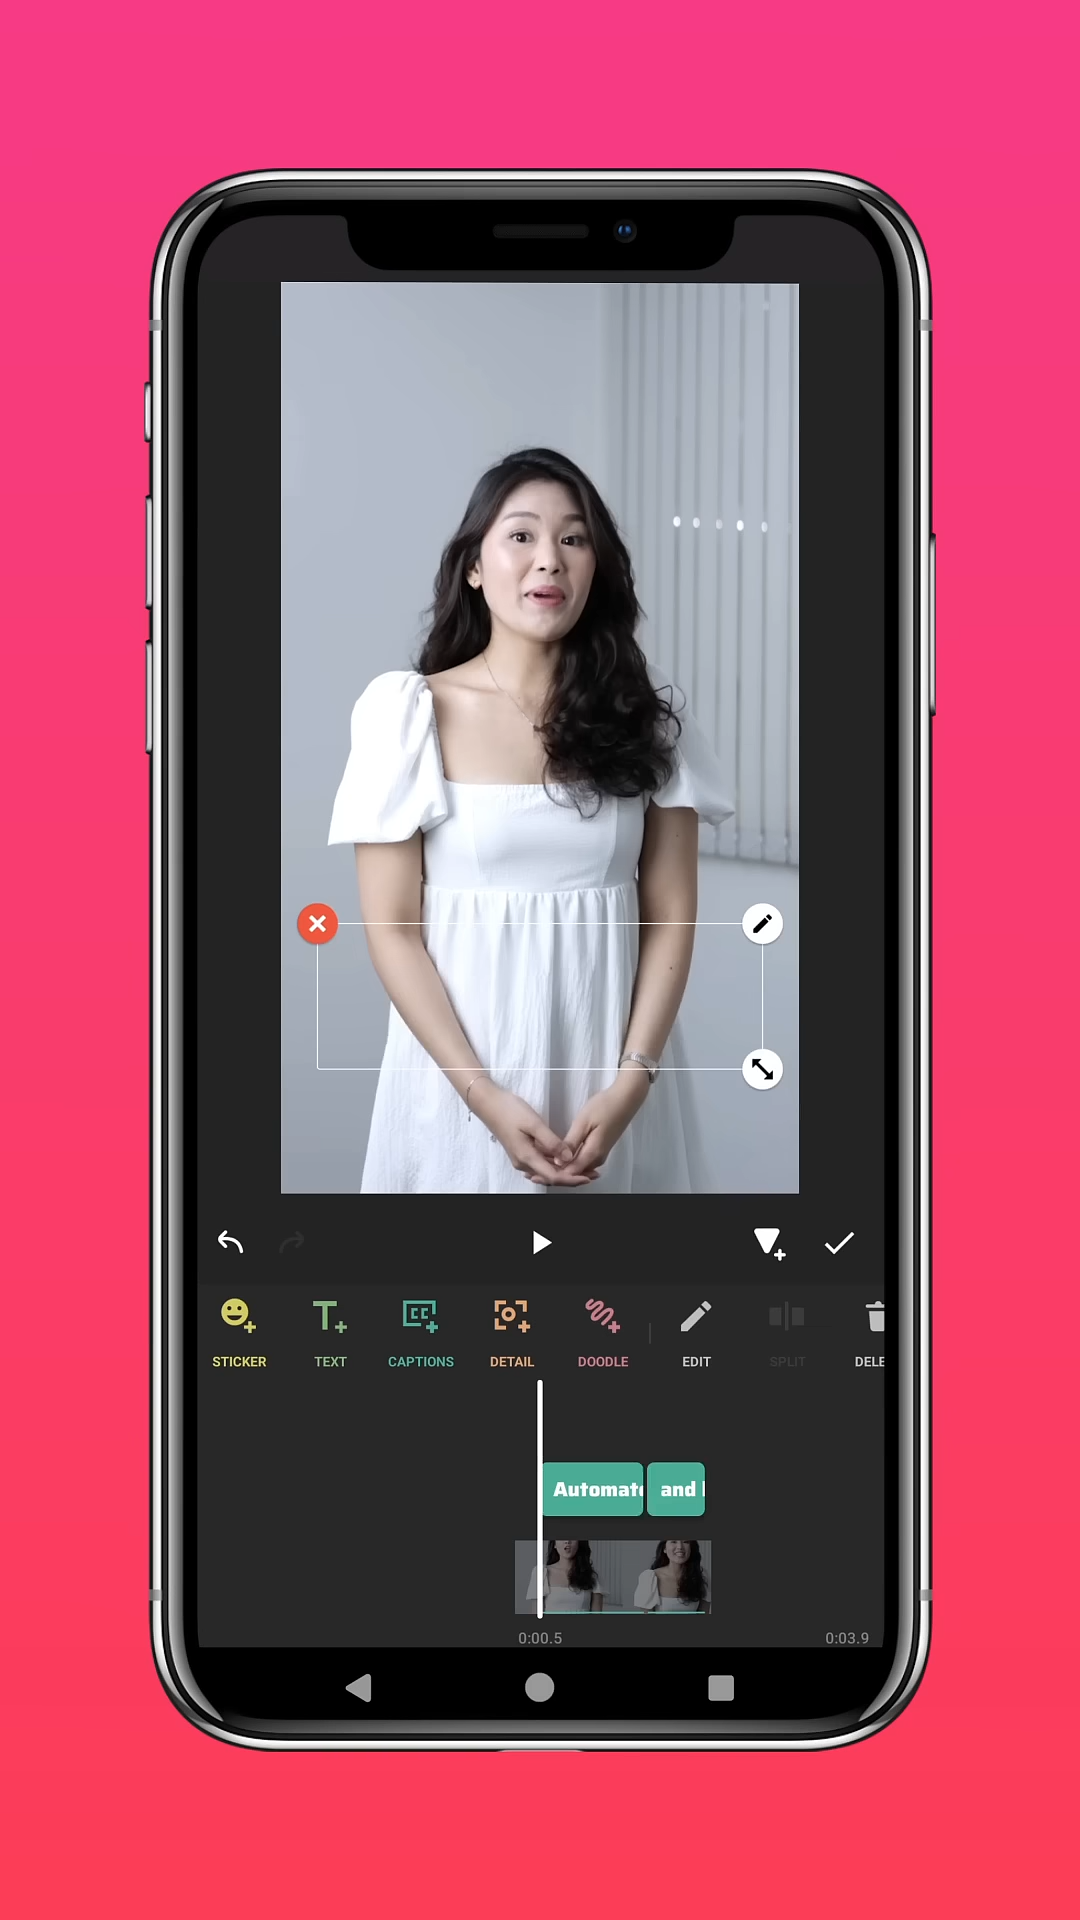 STICKER TEXT CAPTIONS DETAIL DOODLE EDIT SPLIT DELE
Automat and
0:00.5 0:03.9